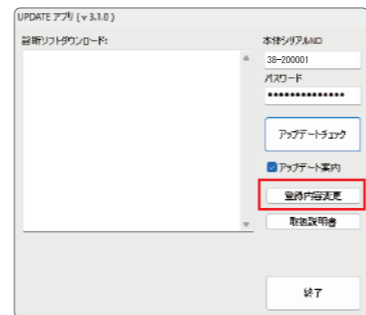 UPDATE アプリ ( v 3.1.0 )
診断ソフトダウンロード:
本体シリアルNO
38-200001
パスワード
••••••••••••••
アップデートチェック
アップデート案内
登録内容変更
取扱説明書
終了